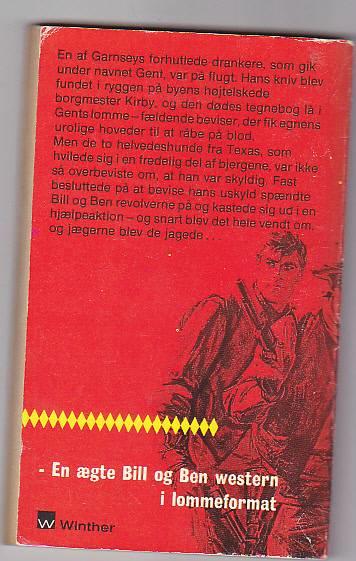 En af Garnseys forhutlede drankere, som gik
under navnet Gent, var på flugt. Hans kniv blev
fundet i ryggen på byens højtelskede
borgmester Kirby, og den dødes tegnebog lå i
Gents lomme – fældende beviser, der fik egnens
urolige hoveder til at råbe på blod.
Men de to helvedeshunde fra Texas, som
hvilede sig i en fredelig del af bjergene, var ikke
så overbeviste om, at han var skyldig. Fast
besluttede på at bevise hans uskyld spændte
Bill og Ben revolverne på og kastede sig ud i en
hjælpeaktion – og snart blev det hele vendt om,
og jægerne blev de jagede...
- En ægte Bill og Ben western
i lommeformat
W Winther